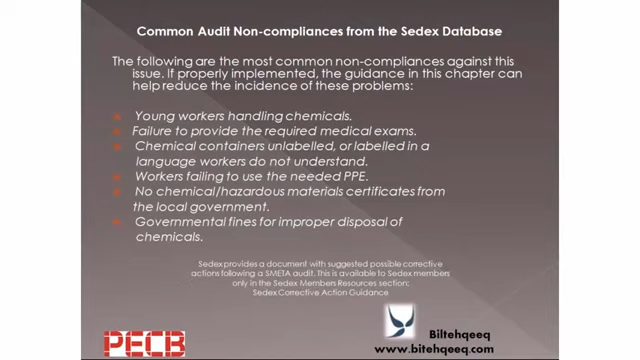 Common Audit Non-compliances from the Sedex Database
The following are the most common non-compliances against this
issue. If properly implemented, the guidance in this chapter can
help reduce the incidence of these problems:
Young workers handling chemicals.
Failure to provide the required medical exams.
Chemical containers unlabelled, or labelled in a
language workers do not understand.
Workers failing to use the needed PPE.
No chemical/hazardous materials certificates from
the local government.
Governmental fines for improper disposal of
chemicals.
Sedex provides a document with suggested possible corrective
actions following a SMETA audit. This is available to Sedex members
only in the Sedex Members Resources section:
Sedex Corrective Action Guidance
PECB
Biltehqeeq
www.bitehqeeq.com